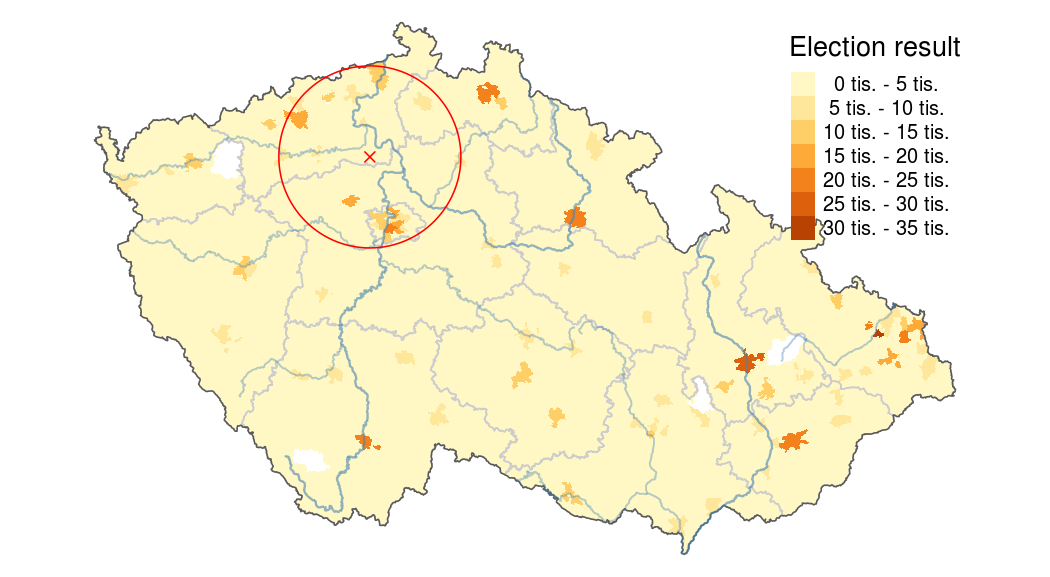 Election result
0 tis. - 5 tis.
5 tis. - 10 tis.
10 tis. - 15 tis.
15 tis. - 20 tis.
20 tis. - 25 tis.
25 tis. - 30 tis.
30 tis. - 35 tis.